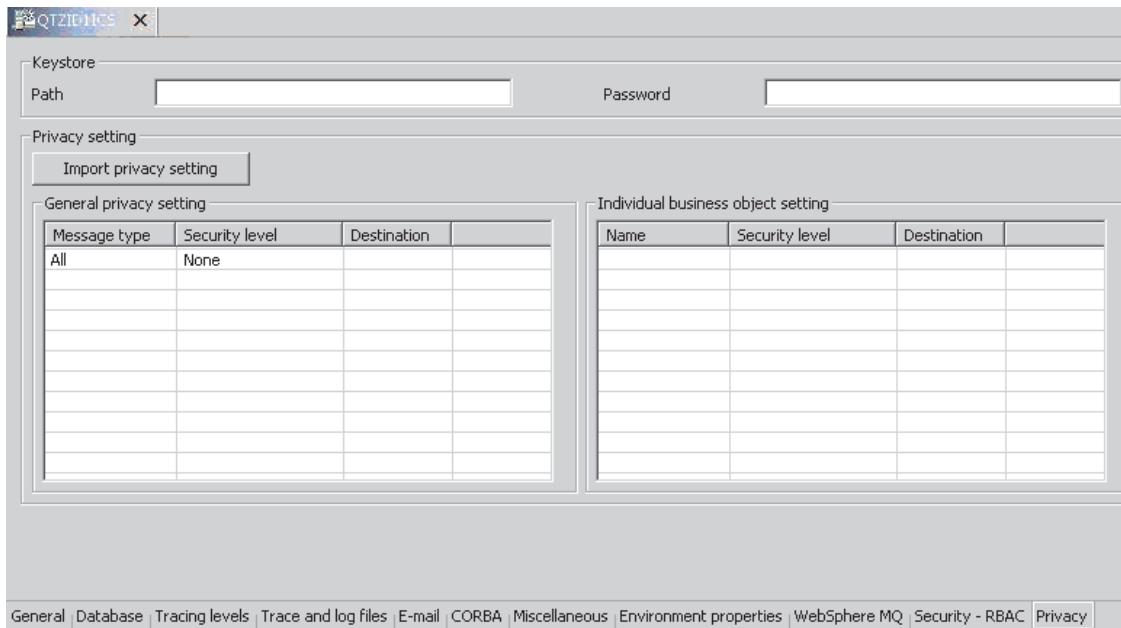 Keystore
Path Password
Privacy setting
Import privacy setting
General privacy setting
Message type Security level Destination
All None
Individual business object setting
Name Security level Destination
General Database Tracing levels Trace and log files E-mail CORBA Miscellaneous Environment properties WebSphere MQ Security - RBAC Privacy